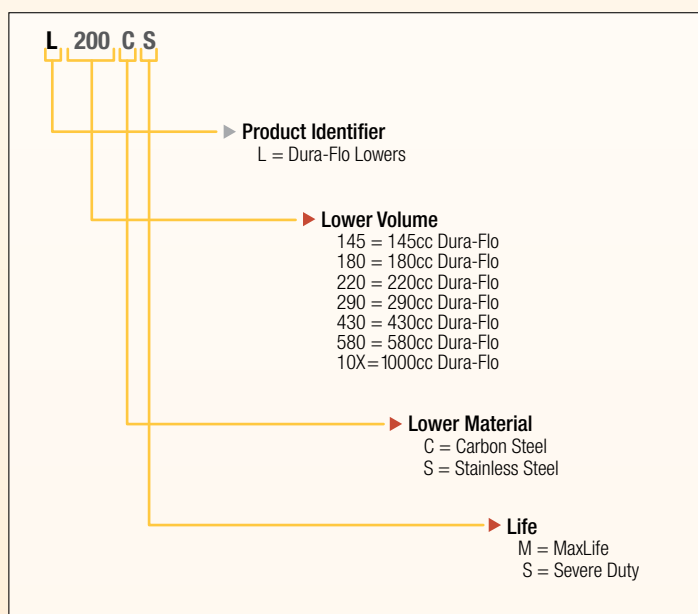 L 200 C S
Product Identifier
L = Dura-Flo Lowers
Lower Volume
145 = 145cc Dura-Flo
180 = 180cc Dura-Flo
220 = 220cc Dura-Flo
290 = 290cc Dura-Flo
430 = 430cc Dura-Flo
580 = 580cc Dura-Flo
10X=1000cc Dura-Flo
Lower Material
C = Carbon Steel
S = Stainless Steel
Life
M = MaxLife
S = Severe Duty